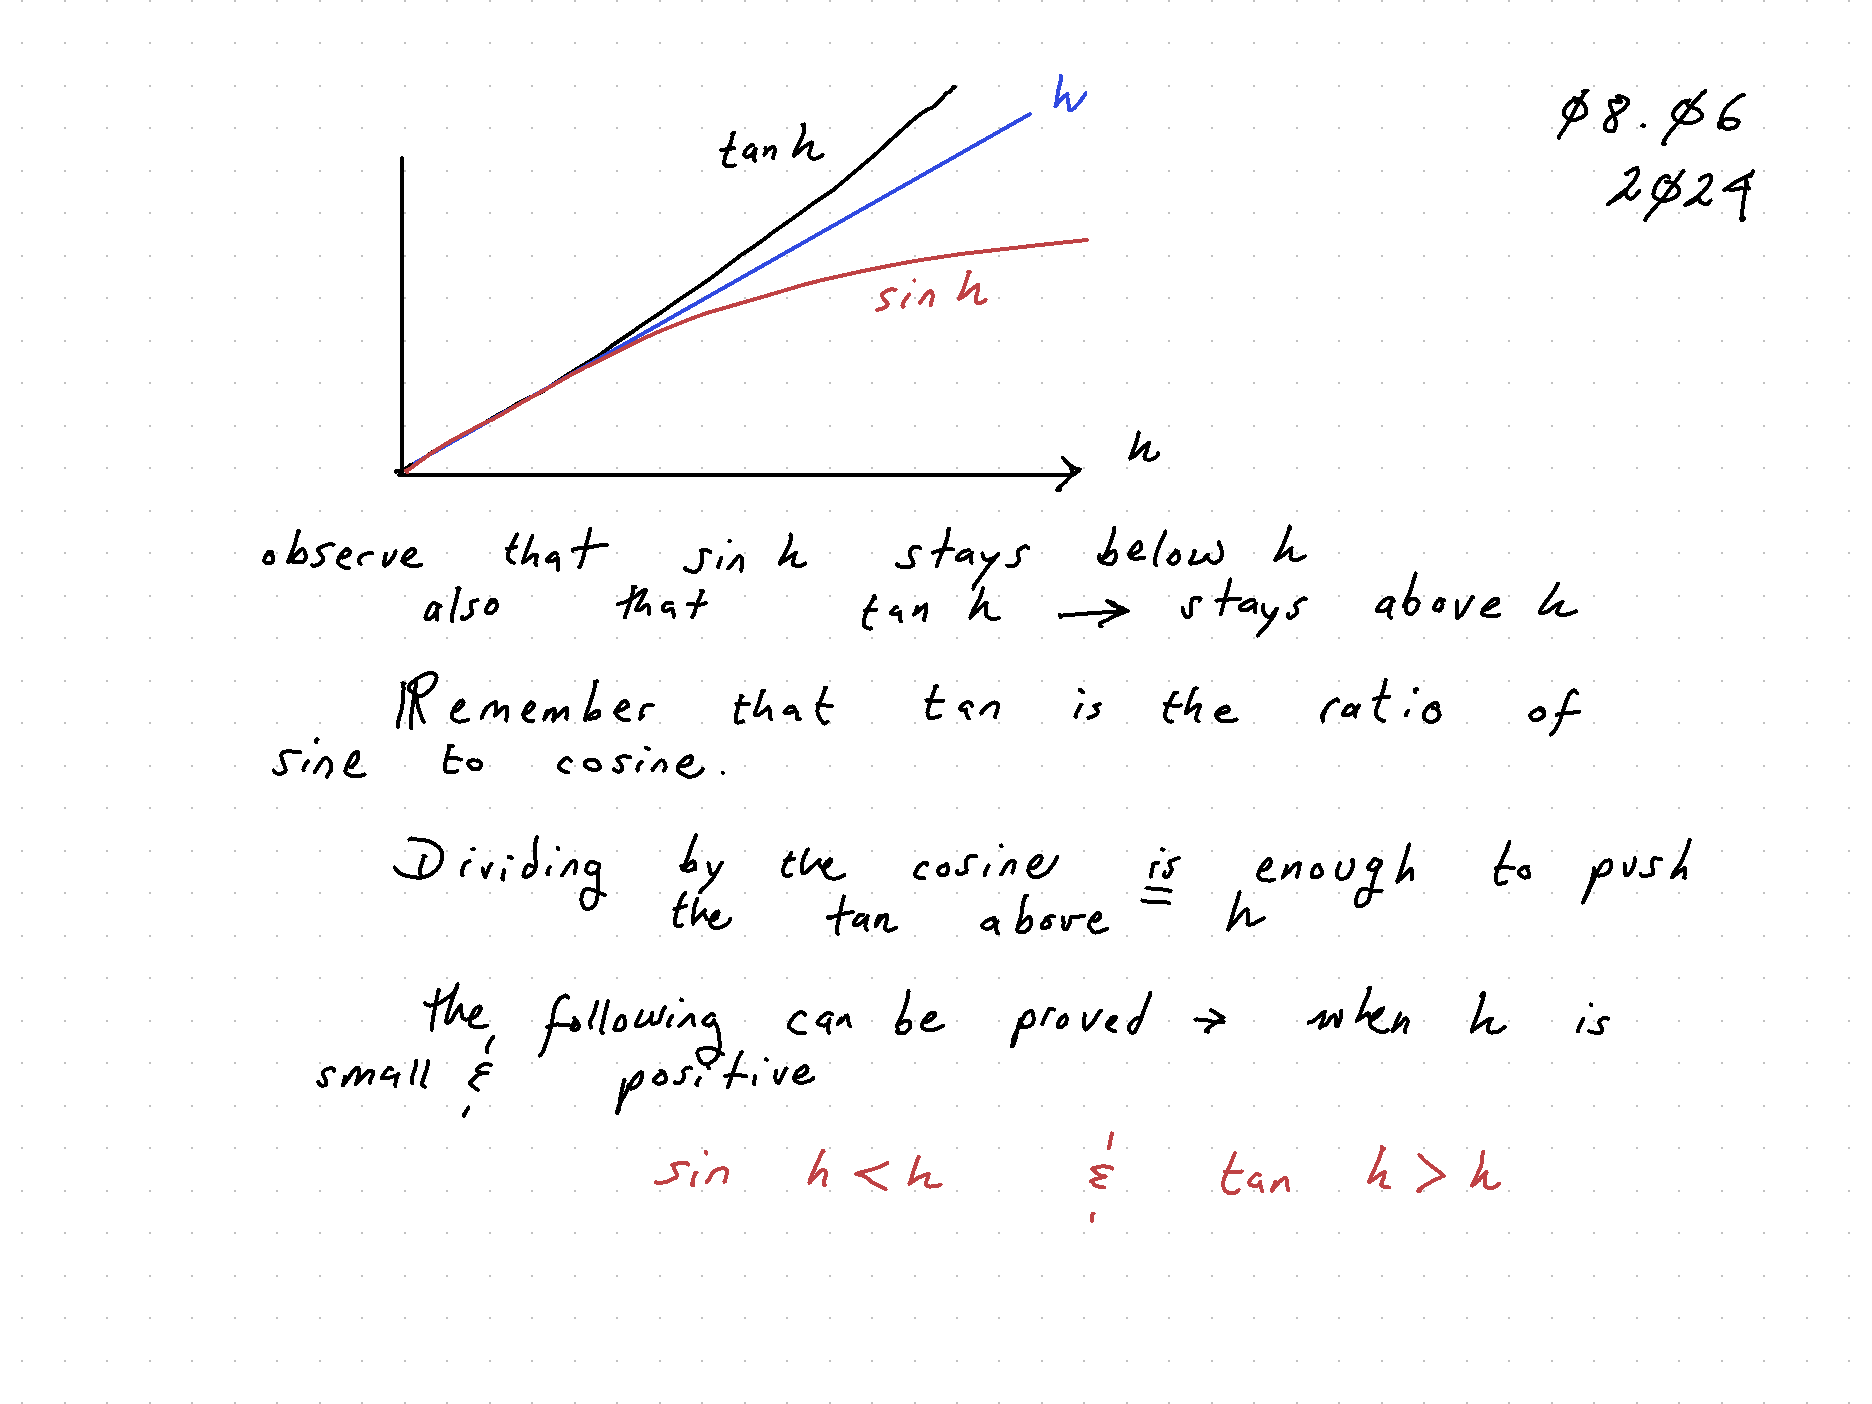 tan h
h
ø8.ø6
2ø24
sin h
h
observe that sin h stays below h
also that tan h → stays above h
Remember that tan is the ratio of
sine to cosine.
Dividing by the cosine is enough to push
the tan above h
the following can be proved → when h is
small & positive
sin h < h & tan h > h